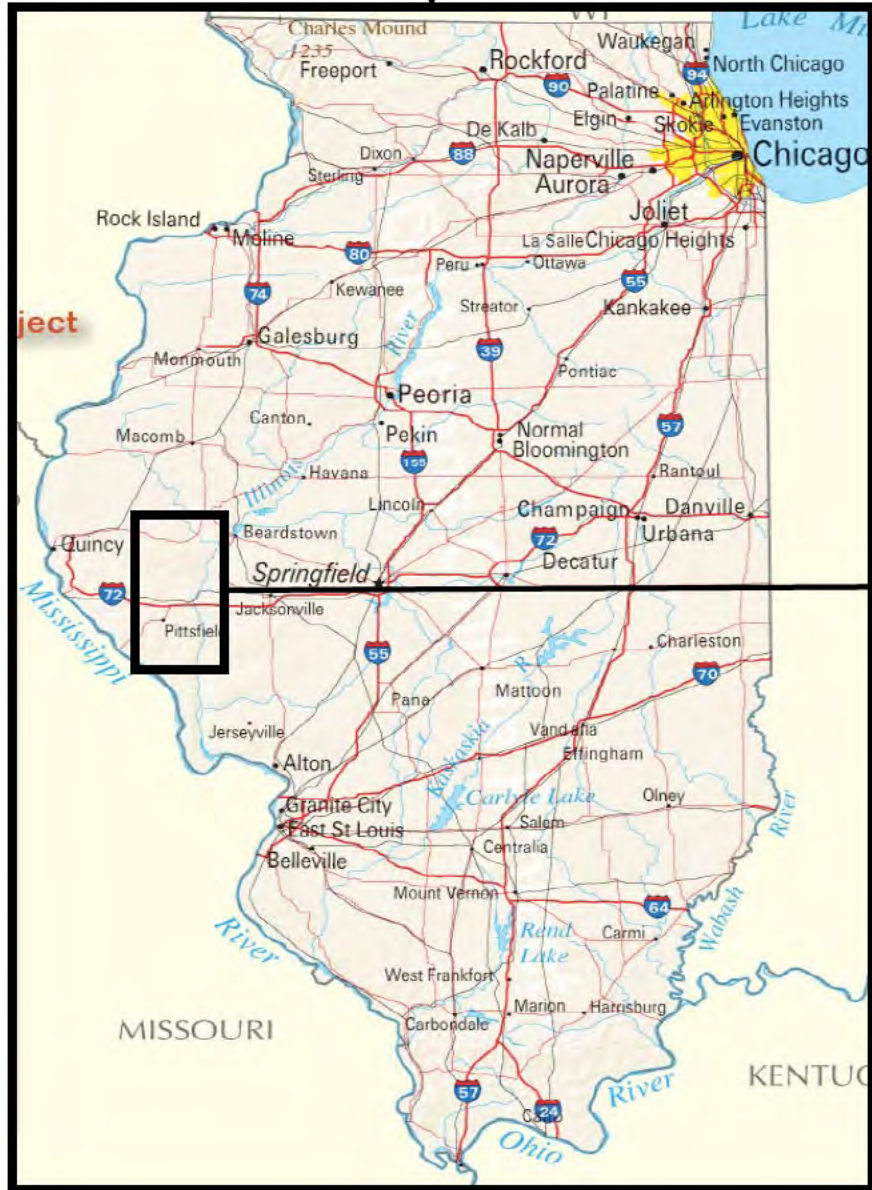 WI
Lake
Charles Mound
1235
Waukegan
94
North Chicago
Freeport
Rockford
90
Palatine
Arlington Heights
Elgin
Skokie
Evanston
De Kalb
Dixon
88
Naperville
Chicago
Sterling
Aurora
Rock Island
Moline
Joliet
La Salle
Chicago Heights
80
Peru
Ottawa
55
74
Kewanee
Streator
Kankakee
ject
Galesburg
River
39
Monmouth
Pontiac
Peoria
Canton
57
Macomb
Pekin
Normal
Bloomington
155
Illinois
Havana
Rantoul
Lincoln
Champaign
Danville
Quincy
Beardstown
72
Urbana
Springfield
Decatur
72
Jacksonville
Mississippi
Pittsfield
55
Charleston
R
70
Pana
Mattoon
Jerseyville
Vandalia
Kaskaskia
Effingham
Alton
Granite City
Carlyle Lake
Olney
East St Louis
Salem
River
Belleville
Centralia
Mount Vernon
64
Wabash
River
Rend
Lake
Carmi
West Frankfort
Marion
Harrisburg
MISSOURI
Carbondale
57
24
River
KENTUC
Ohio